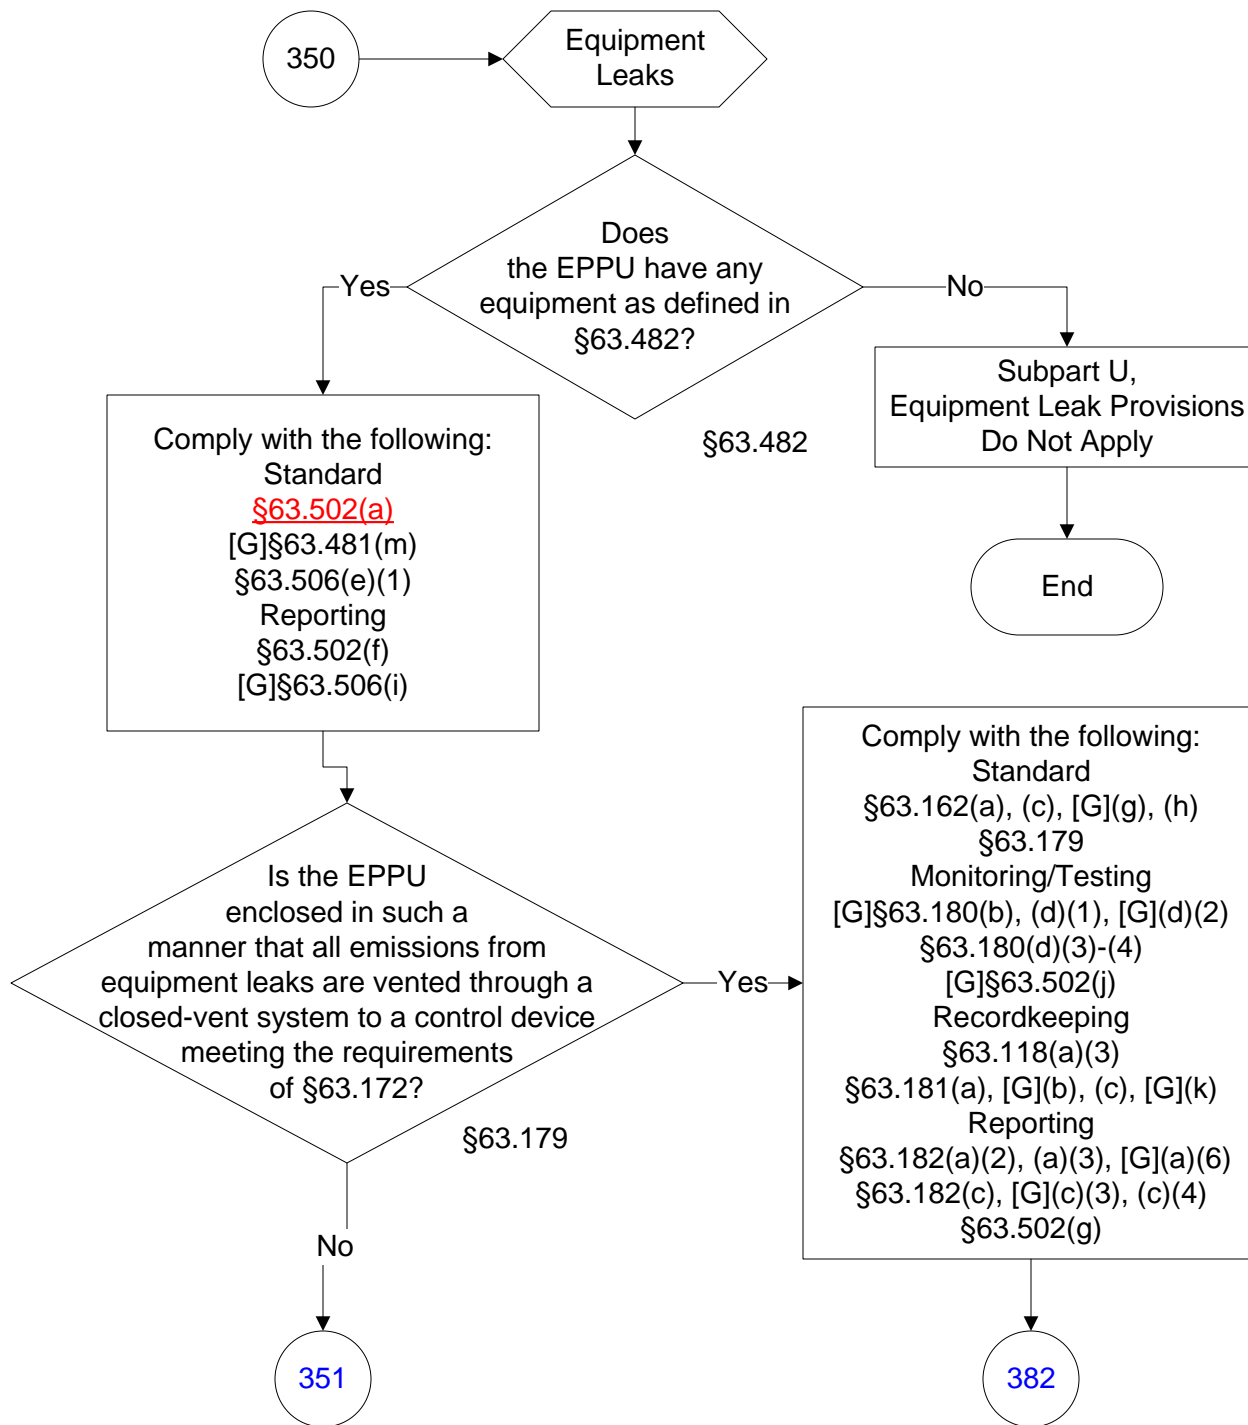 350
Equipment
Leaks
Does
the EPPU have any
equipment as defined in
§63.482?
Yes
No
§63.482
Subpart U,
Equipment Leak Provisions
Do Not Apply
End
Comply with the following:
Standard
§63.502(a)
[G]§63.481(m)
§63.506(e)(1)
Reporting
§63.502(f)
[G]§63.506(i)
Is the EPPU
enclosed in such a
manner that all emissions from
equipment leaks are vented through a
closed-vent system to a control device
meeting the requirements
of §63.172?
Yes
§63.179
No
Comply with the following:
Standard
§63.162(a), (c), [G](g), (h)
§63.179
Monitoring/Testing
[G]§63.180(b), (d)(1), [G](d)(2)
§63.180(d)(3)-(4)
[G]§63.502(j)
Recordkeeping
§63.118(a)(3)
§63.181(a), [G](b), (c), [G](k)
Reporting
§63.182(a)(2), (a)(3), [G](a)(6)
§63.182(c), [G](c)(3), (c)(4)
§63.502(g)
351
382